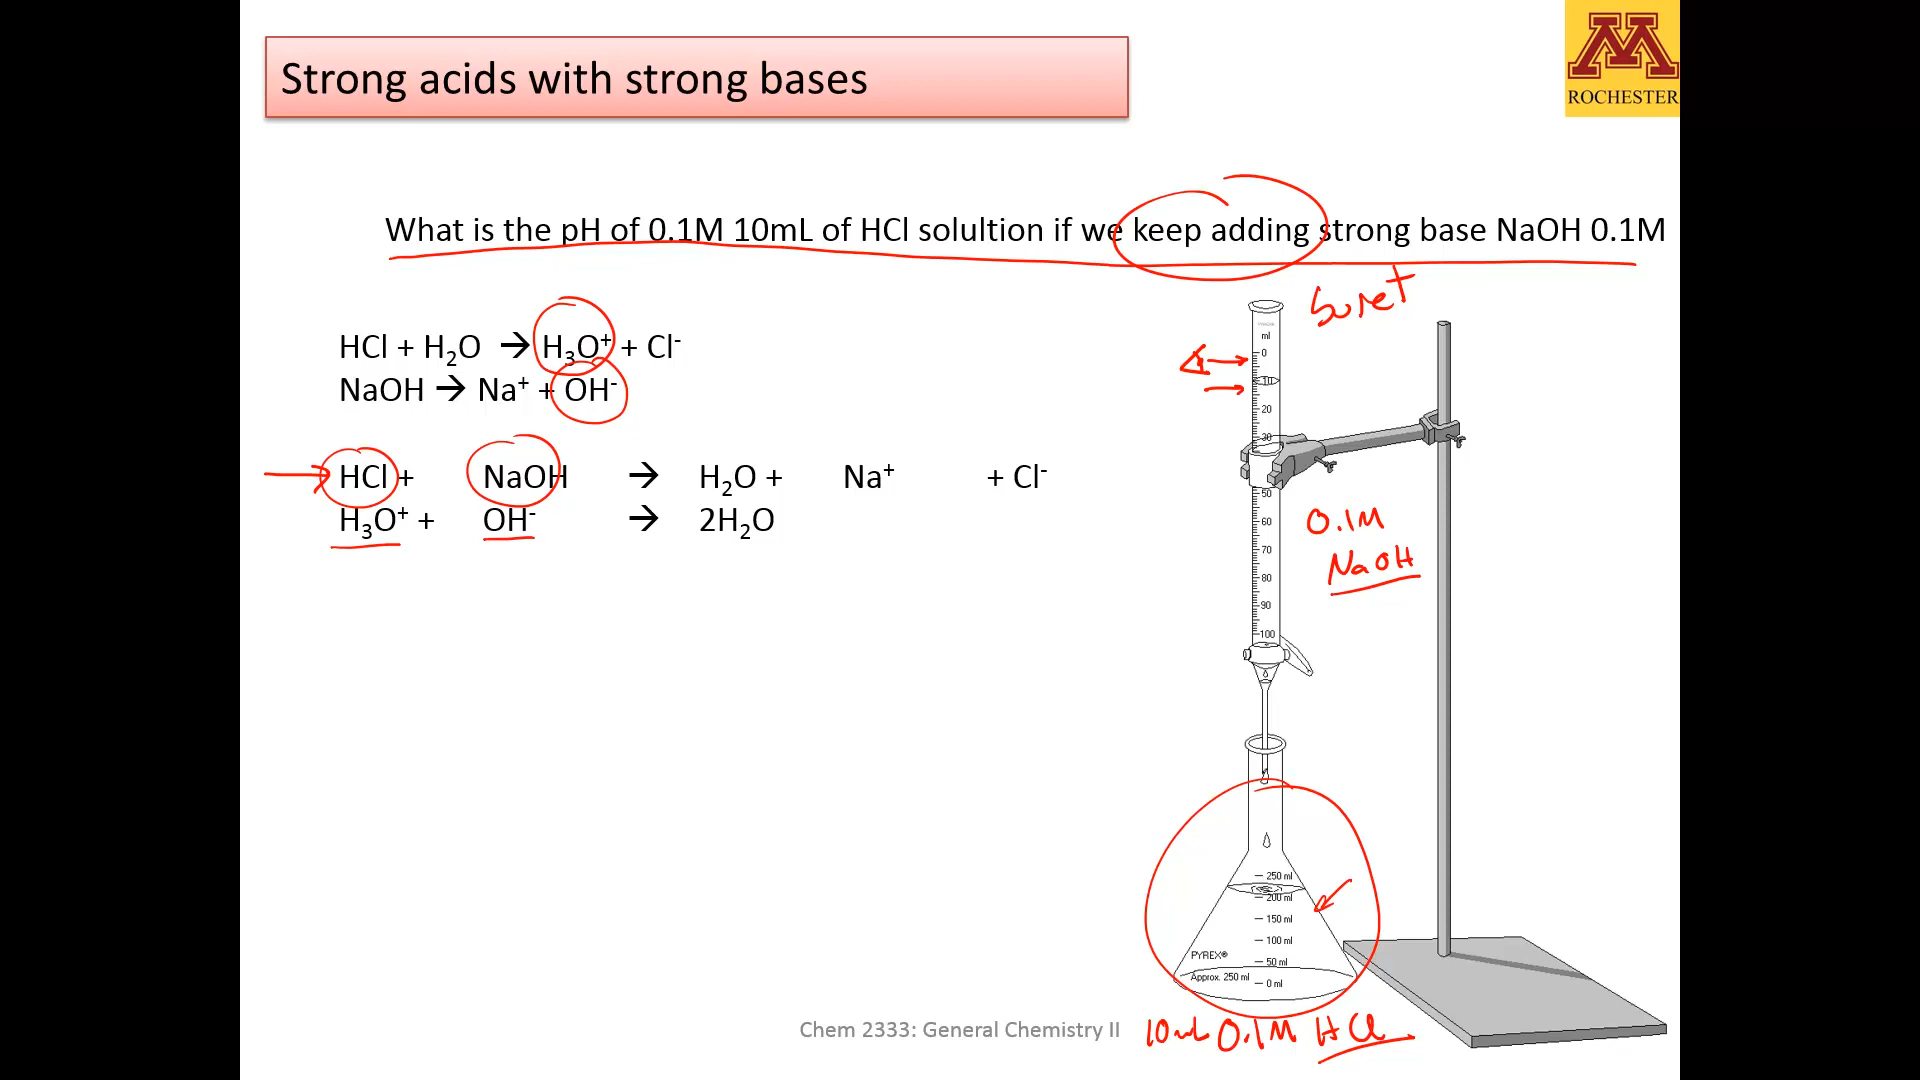 Strong acids with strong bases
M
ROCHESTER
What is the pH of 0.1M 10mL of HCl solultion if we keep adding strong base NaOH 0.1M
buret
HCl + H₂O → H₃O⁺ + Cl⁻
NaOH → Na⁺ + OH⁻
HCl + NaOH → H₂O + Na⁺ + Cl⁻
H₃O⁺ + OH⁻ → 2H₂O
ml
0
10
20
30
50
60
70
80
90
100
0.1M
NaOH
250 ml
200 ml
150 ml
100 ml
PYREX®
50 ml
Approx. 250 ml
0 ml
Chem 2333: General Chemistry II
10mL 0.1M HCl